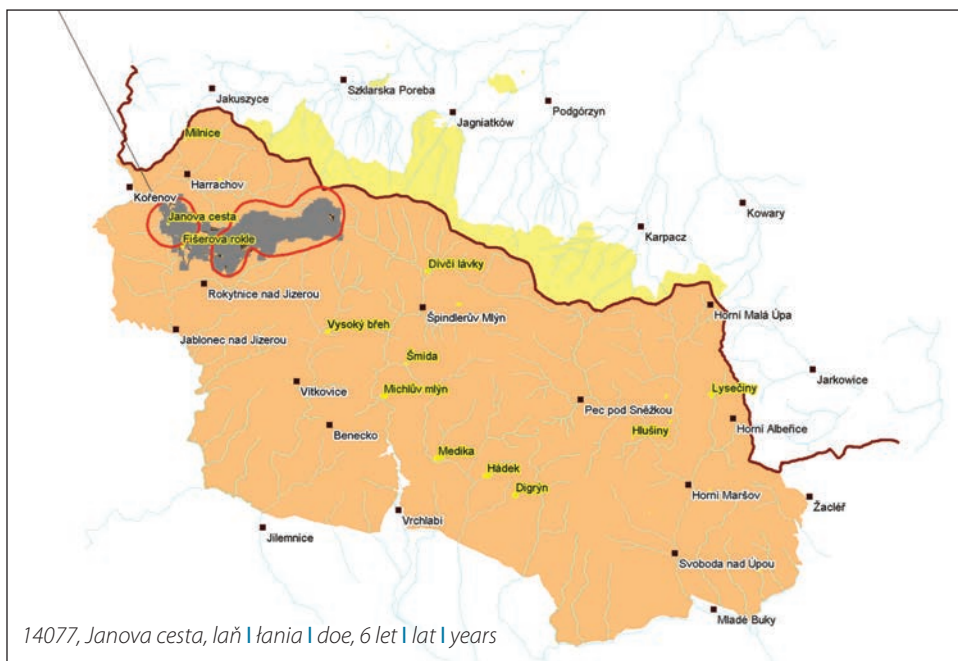 Szklarska Poreba
Jakuszyce
Podgórzyn
Jagniatków
Milnice
Harrachov
Kořenov
Kowary
Janova cesta
Karpacz
Fišerova rokle
Dívčí lávky
Rokytnice nad Jizerou
Horní Malá Úpa
Špindlerův Mlýn
Vysoký břeh
Jablonec nad Jizerou
Šmída
Jarkowice
Vítkovice
Lysečiny
Michlův mlýn
Pec pod Sněžkou
Horní Albeřice
Benecko
Hlušiny
Medika
Hádek
Horní Maršov
Digrýn
Žacléř
Vrchlabí
Jilemnice
Svoboda nad Úpou
Mladé Buky
14077, Janova cesta, laň I łania I doe, 6 let I lat I years